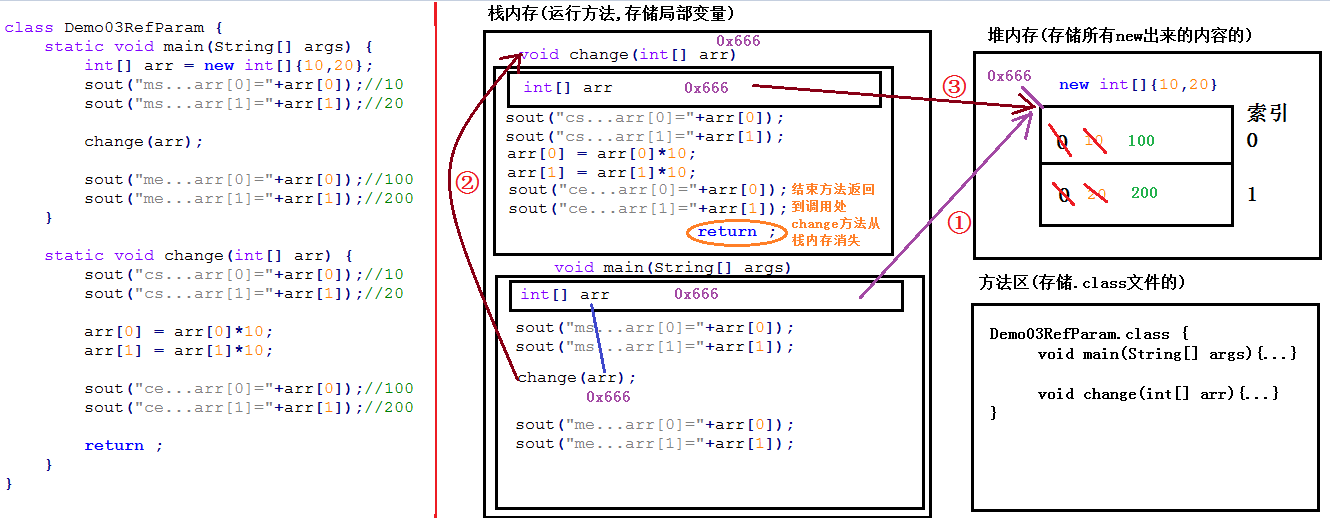 class Demo03RefParam {
static void main(String[] args) {
int[] arr = new int[]{10,20};
sout("ms...arr[0]="+arr[0]);//10
sout("ms...arr[1]="+arr[1]);//20
change(arr);
sout("me...arr[0]="+arr[0]);//100
sout("me...arr[1]="+arr[1]);//200
}
static void change(int[] arr) {
sout("cs...arr[0]="+arr[0]);//10
sout("cs...arr[1]="+arr[1]);//20
arr[0] = arr[0]*10;
arr[1] = arr[1]*10;
sout("ce...arr[0]="+arr[0]);//100
sout("ce...arr[1]="+arr[1]);//200
return ;
}
}
栈内存(运行方法,存储局部变量)
0x666
void change(int[] arr)
int[] arr 0x666
sout("cs...arr[0]="+arr[0]);
sout("cs...arr[1]="+arr[1]);
arr[0] = arr[0]*10;
arr[1] = arr[1]*10;
sout("ce...arr[0]="+arr[0]);
sout("ce...arr[1]="+arr[1]);
return ;
结束方法返回
到调用处
change方法从
栈内存消失
void main(String[] args)
int[] arr 0x666
sout("ms...arr[0]="+arr[0]);
sout("ms...arr[1]="+arr[1]);
change(arr);
0x666
sout("me...arr[0]="+arr[0]);
sout("me...arr[1]="+arr[1]);
②
③
①
堆内存(存储所有new出来的内容的)
0x666
new int[]{10,20}
索引
0 10 100 0
0 20 200 1
方法区(存储.class文件的)
Demo03RefParam.class {
void main(String[] args){...}
void change(int[] arr){...}
}